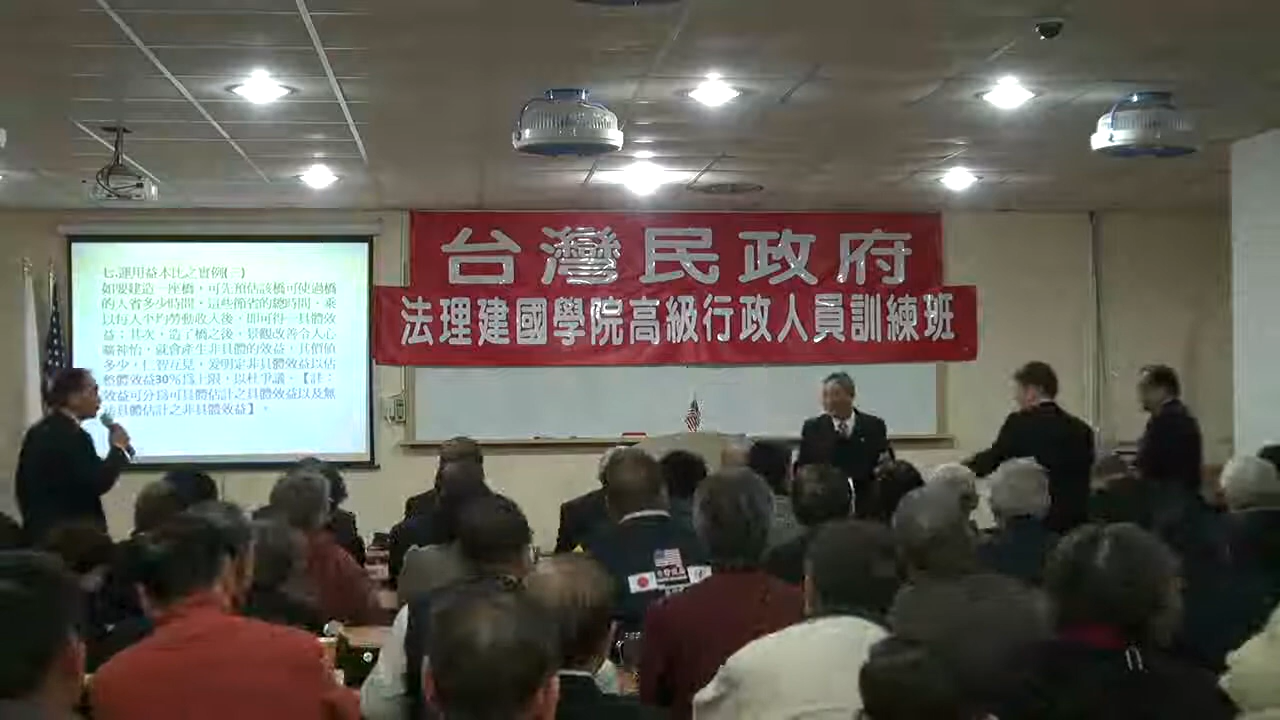 台灣民政府
法理建國學院高級行政人員訓練班
七.運用益本比之實例(三)
如要建造一座橋，可先預估該橋可使過橋
的人省多少時間，這些節省的總時間，乘
以每人平均勞動收入後，即可得一具體效
益；其次，造了橋之後，景觀改善令人心
曠神怡，就會產生非具體的效益，其價值
多少，仁智互見，爰明定非具體效益以佔
整體效益30%為上限，以杜爭議。【註：
效益可分為可具體估計之具體效益以及無
法具體估計之非具體效益】。